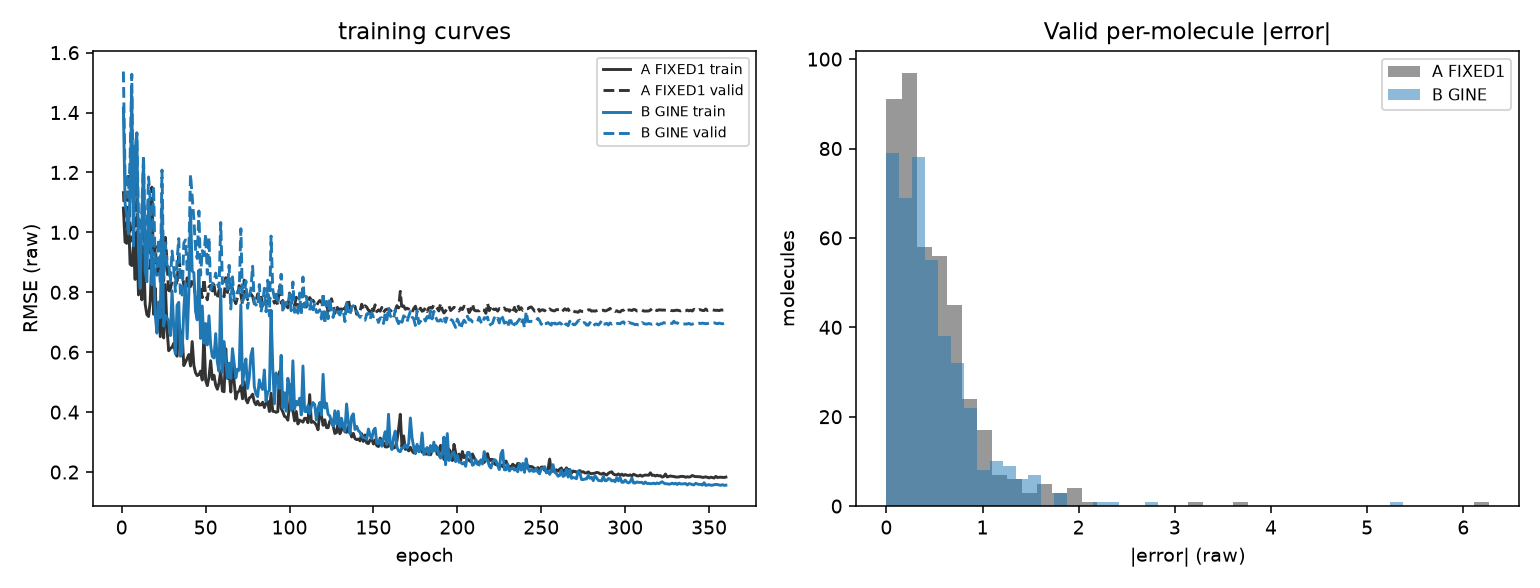 training curves
RMSE (raw)
1.6
1.4
1.2
1.0
0.8
0.6
0.4
0.2
0 50 100 150 200 250 300 350
epoch
A FIXED1 train
A FIXED1 valid
B GINE train
B GINE valid
Valid per-molecule |error|
molecules
100
80
60
40
20
0
0 1 2 3 4 5 6
|error| (raw)
A FIXED1
B GINE